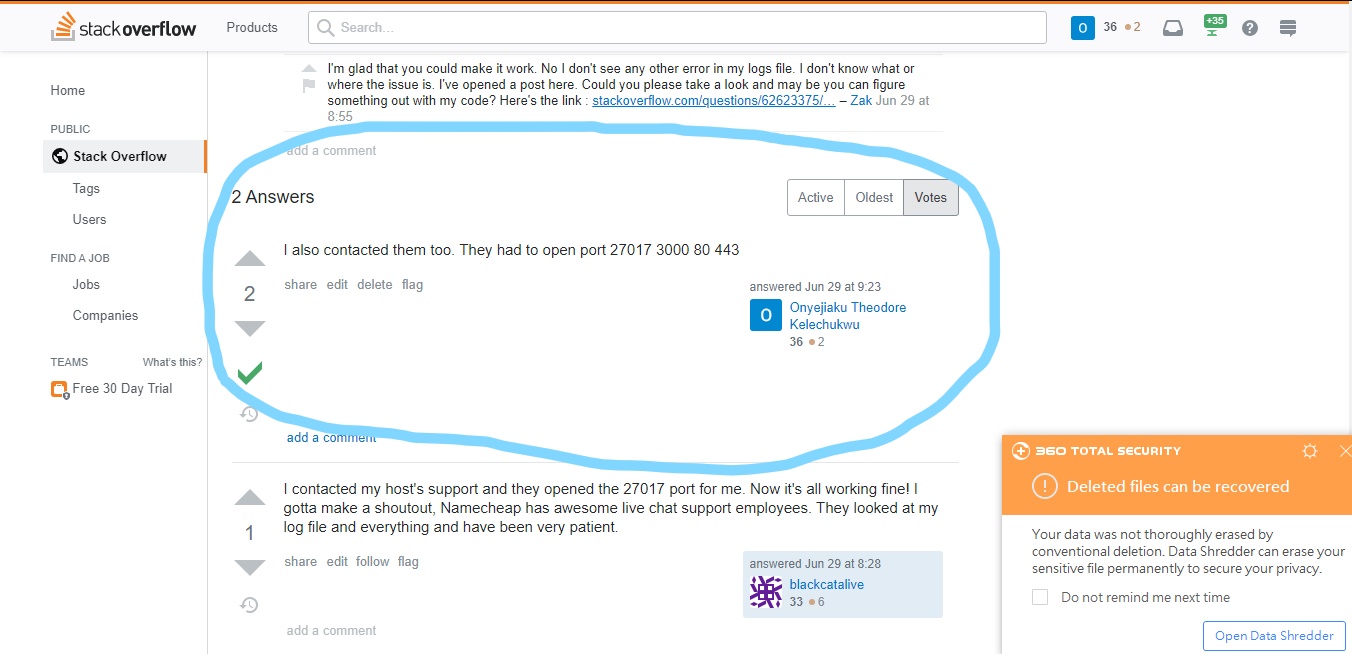 stackoverflow
Products
Search...
O
36 2
+35
I'm glad that you could make it work. No I don't see any other error in my logs file. I don't know what or
where the issue is. I've opened a post here. Could you please take a look and may be you can figure
something out with my code? Here's the link : stackoverflow.com/questions/62623375/... – Zak Jun 29 at
8:55
add a comment
Home
PUBLIC
Stack Overflow
Tags
Users
FIND A JOB
Jobs
Companies
TEAMS What's this?
Free 30 Day Trial
2 Answers
Active Oldest Votes
I also contacted them too. They had to open port 27017 3000 80 443
2
share edit delete flag
answered Jun 29 at 9:23
O
Onyejiaku Theodore
Kelechukwu
36 2
add a comment
I contacted my host's support and they opened the 27017 port for me. Now it's all working fine! I
gotta make a shoutout, Namecheap has awesome live chat support employees. They looked at my
log file and everything and have been very patient.
1
share edit follow flag
answered Jun 29 at 8:28
blackcatalive
33 6
add a comment
360 TOTAL SECURITY
Deleted files can be recovered
Your data was not thoroughly erased by
conventional deletion. Data Shredder can erase your
sensitive file permanently to secure your privacy.
Do not remind me next time
Open Data Shredder